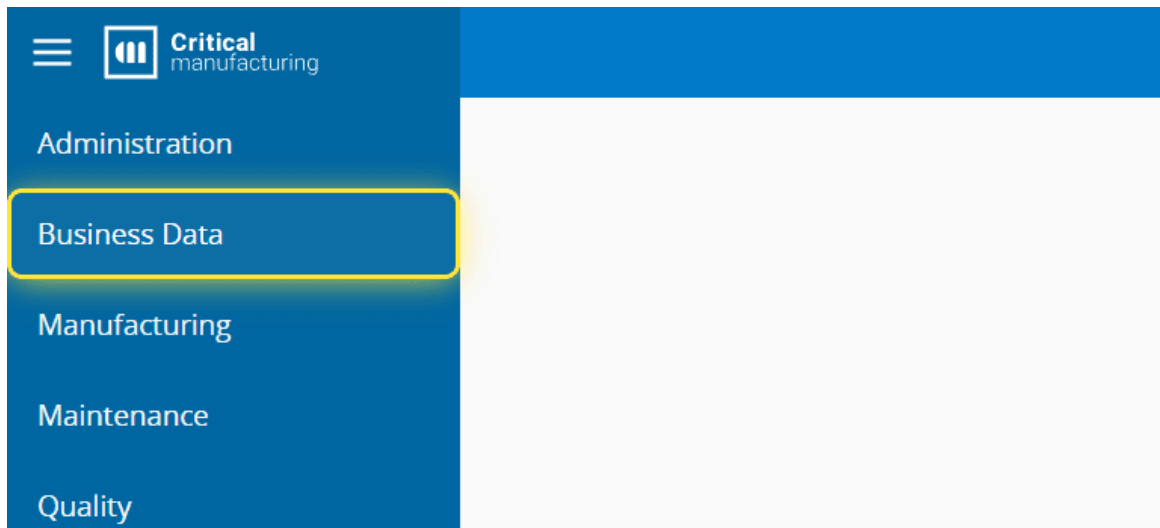 Critical
manufacturing
Administration
Business Data
Manufacturing
Maintenance
Quality